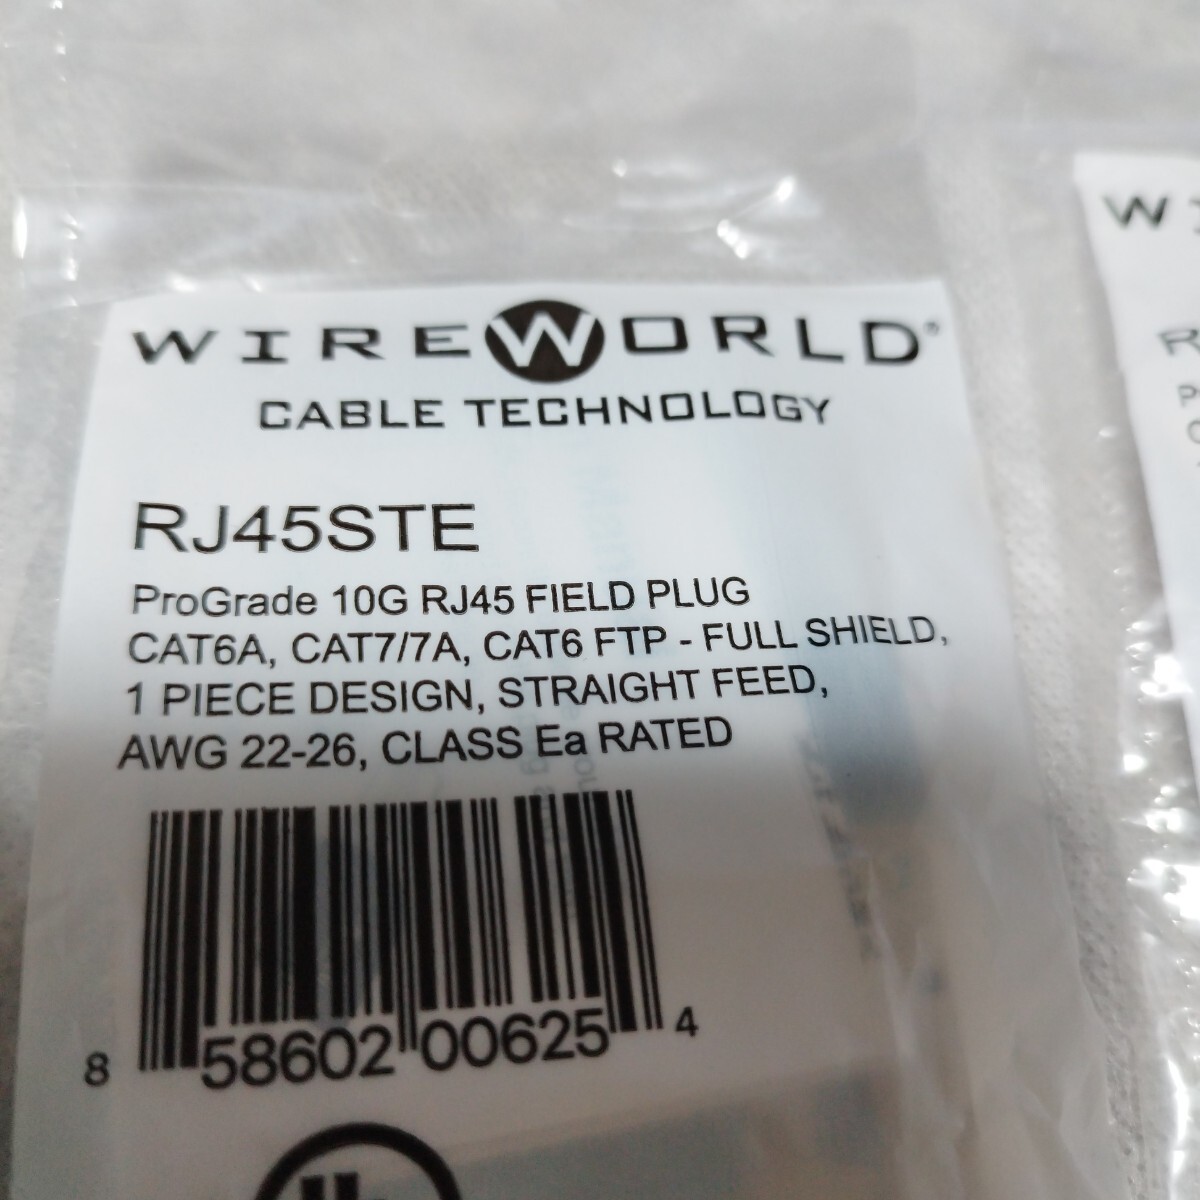 WIREWORLD®
CABLE TECHNOLOGY
RJ45STE
ProGrade 10G RJ45 FIELD PLUG
CAT6A, CAT7/7A, CAT6 FTP - FULL SHIELD,
1 PIECE DESIGN, STRAIGHT FEED,
AWG 22-26, CLASS Ea RATED
8 58602 00625 4
W
R
P